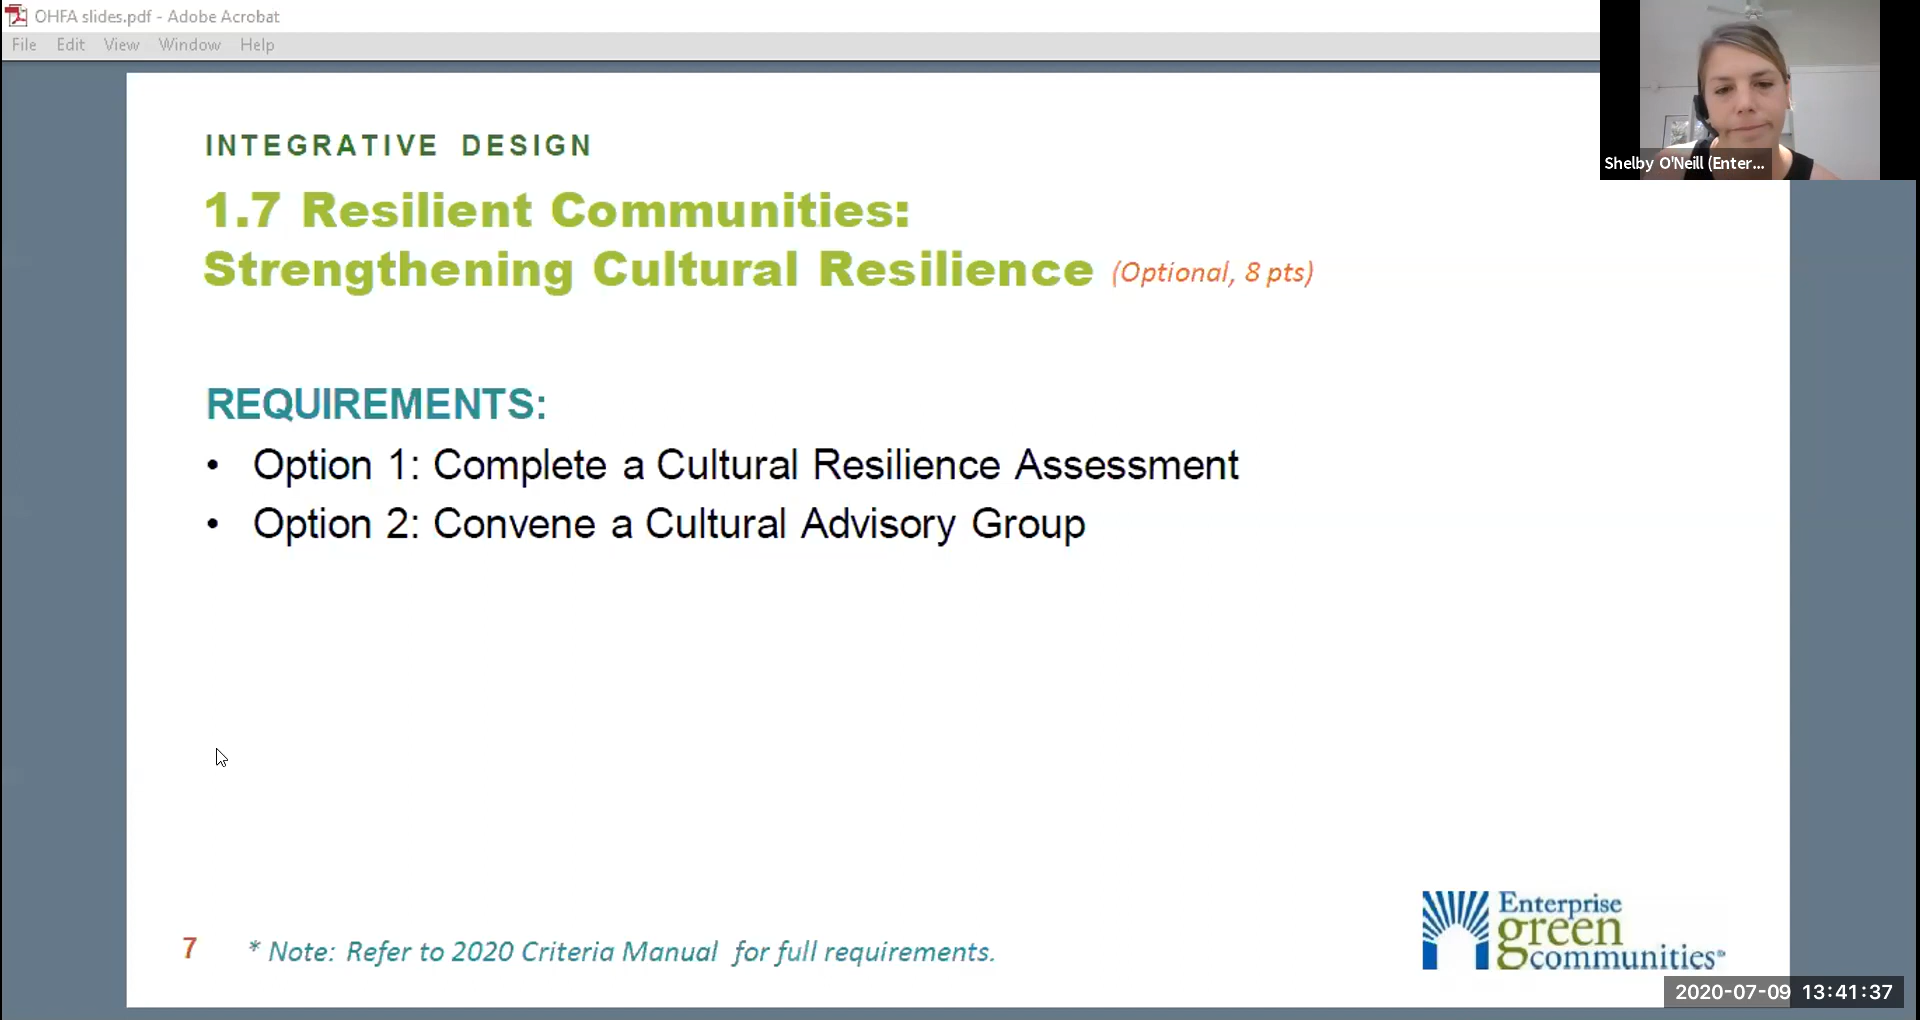 OHFA slides.pdf - Adobe Acrobat
File Edit View Window Help
Shelby O'Neill (Enter...
INTEGRATIVE DESIGN
1.7 Resilient Communities:
Strengthening Cultural Resilience (Optional, 8 pts)
REQUIREMENTS:
• Option 1: Complete a Cultural Resilience Assessment
• Option 2: Convene a Cultural Advisory Group
7 * Note: Refer to 2020 Criteria Manual for full requirements.
Enterprise
green
communities
2020-07-09 13:41:37